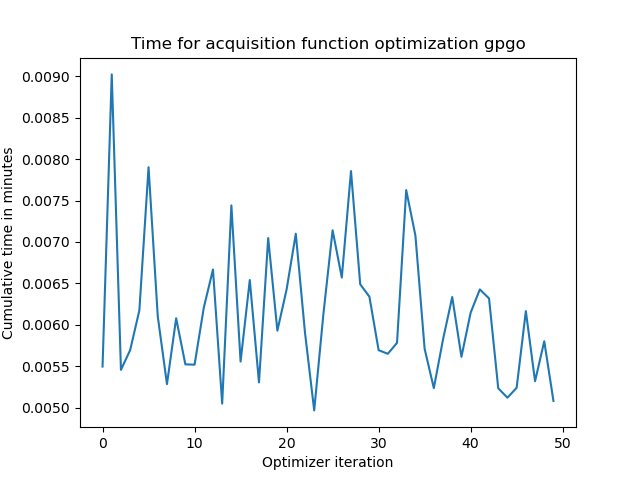 Time for acquisition function optimization gpgo
Cumulative time in minutes
0.0090
0.0085
0.0080
0.0075
0.0070
0.0065
0.0060
0.0055
0.0050
0 10 20 30 40 50
Optimizer iteration